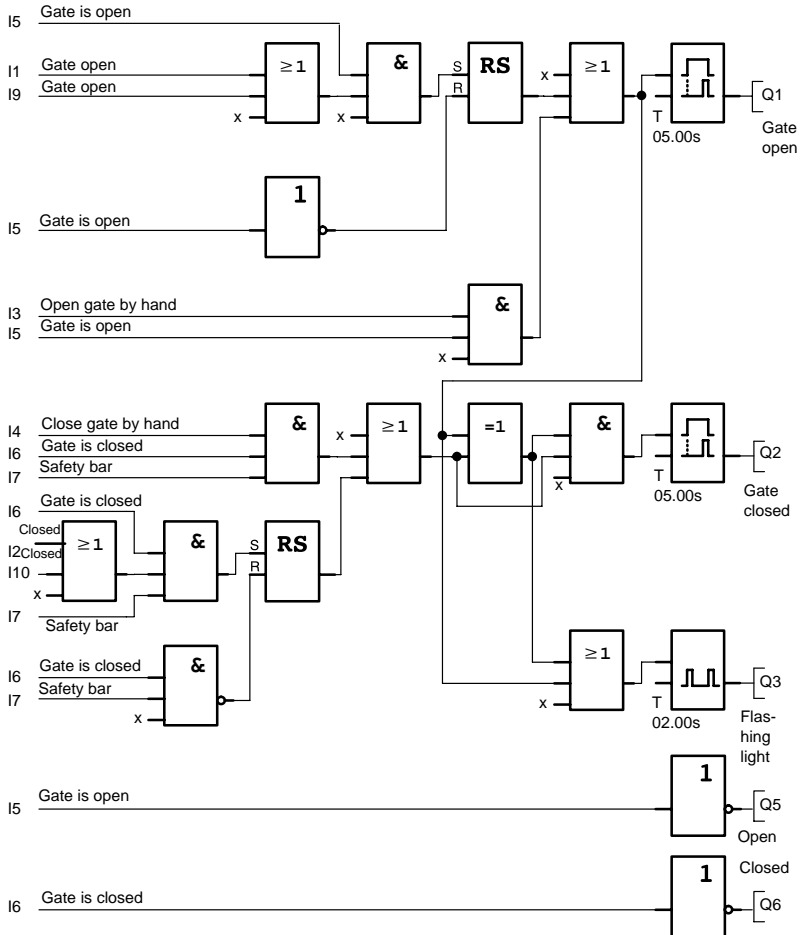 I5 Gate is open
I1 Gate open
I9 Gate open
x
≥1
x
&
S
R
RS
x
≥1
T
05.00s
Q1
Gate
open
I5 Gate is open
1
I3 Open gate by hand
I5 Gate is open
x
&
I4 Close gate by hand
I6 Gate is closed
I7 Safety bar
&
x
≥1
=1
x
&
T
05.00s
Q2
Gate
closed
I6 Gate is closed
Closed
I2 Closed
I10
x
≥1
I7 Safety bar
&
S
R
RS
I6 Gate is closed
I7 Safety bar
x
&
x
≥1
T
02.00s
Q3
Flas-
hing
light
I5 Gate is open
1
Q5
Open
I6 Gate is closed
1
Closed
Q6